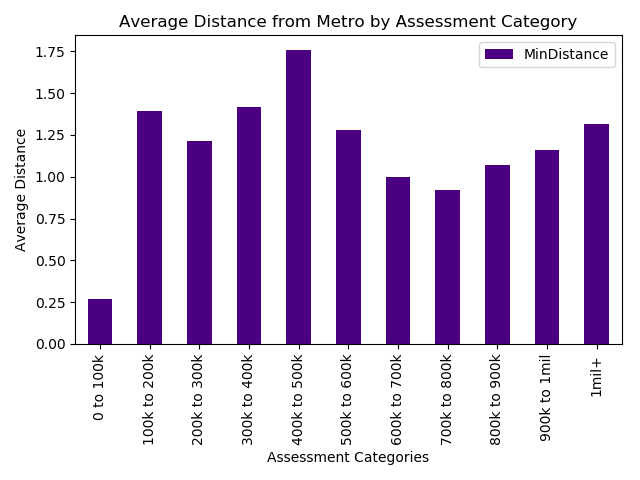 Average Distance from Metro by Assessment Category
MinDistance
Average Distance
1.75
1.50
1.25
1.00
0.75
0.50
0.25
0.00
0 to 100k
100k to 200k
200k to 300k
300k to 400k
400k to 500k
500k to 600k
600k to 700k
700k to 800k
800k to 900k
900k to 1mil
1mil+
Assessment Categories